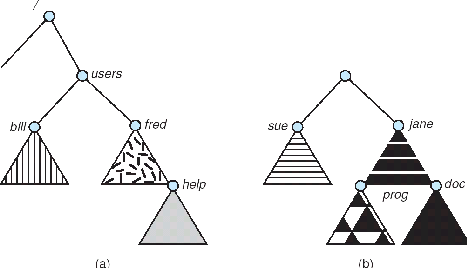 /
users
bill
fred
sue
jane
help
prog
doc
(a)
(b)